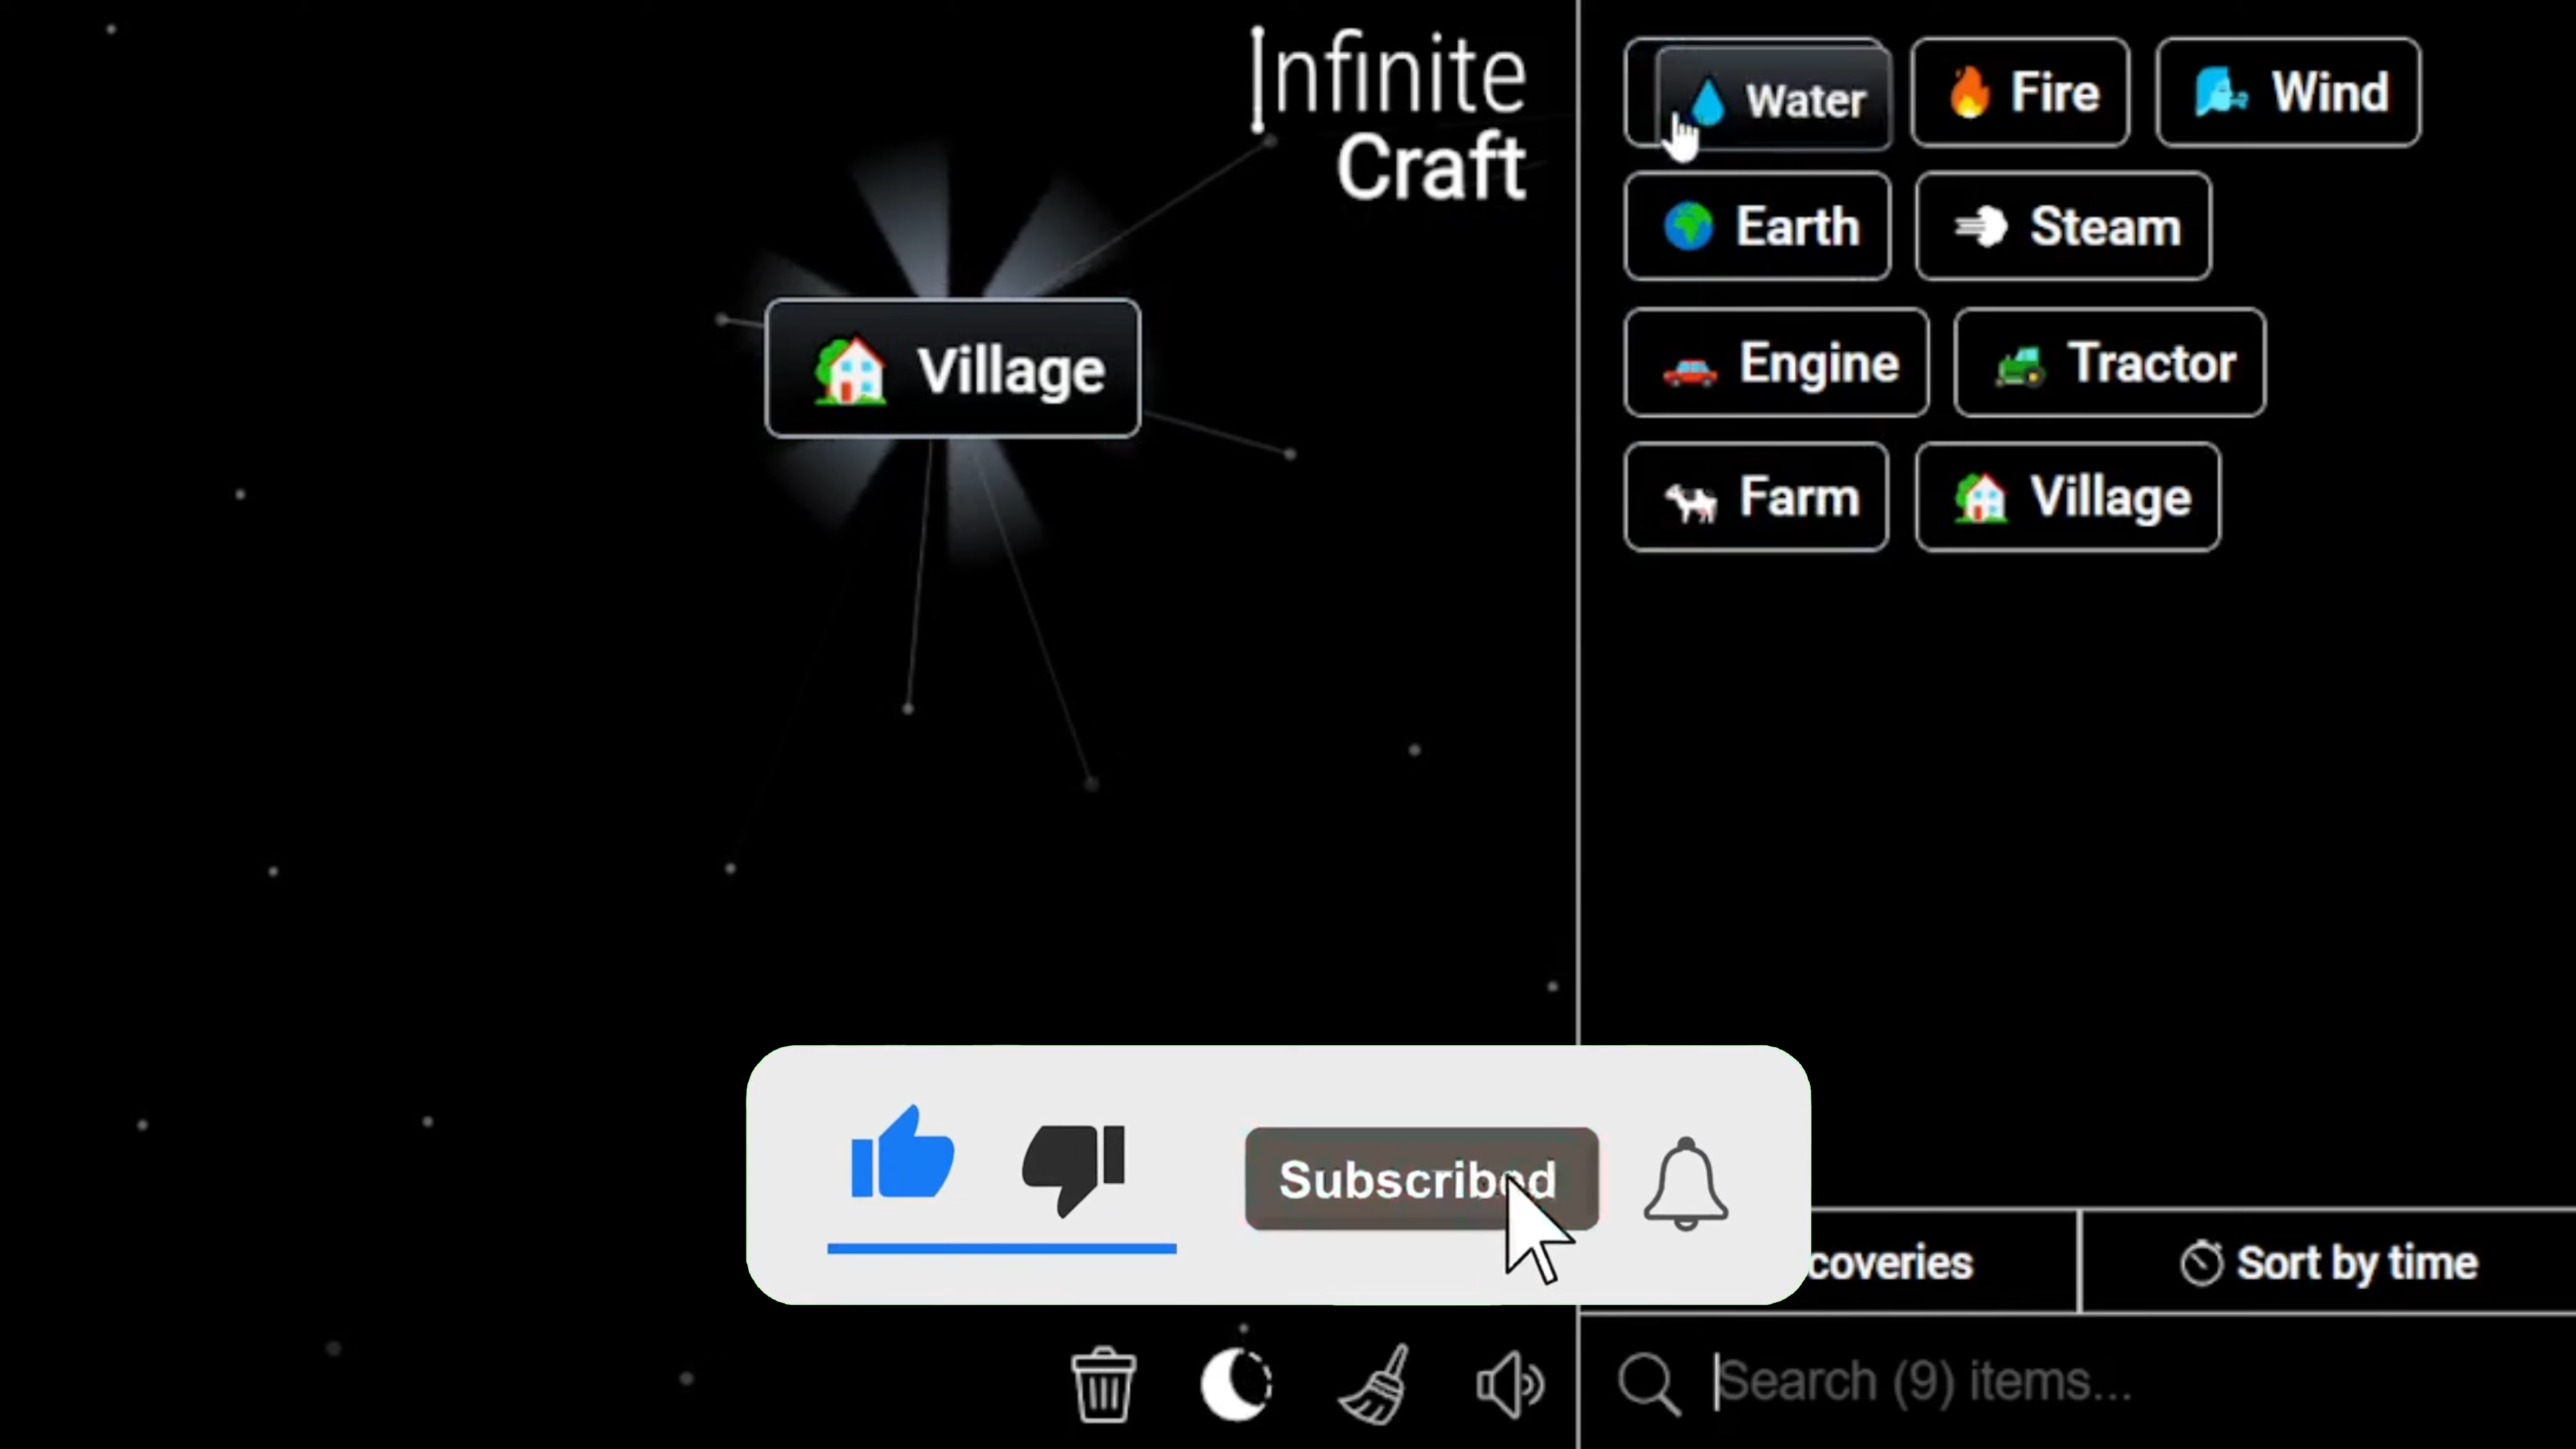 Infinite
Craft
Water
Fire
Wind
Earth
Steam
Engine
Tractor
Farm
Village
Village
Subscribed
coveries
Sort by time
Search (9) items...